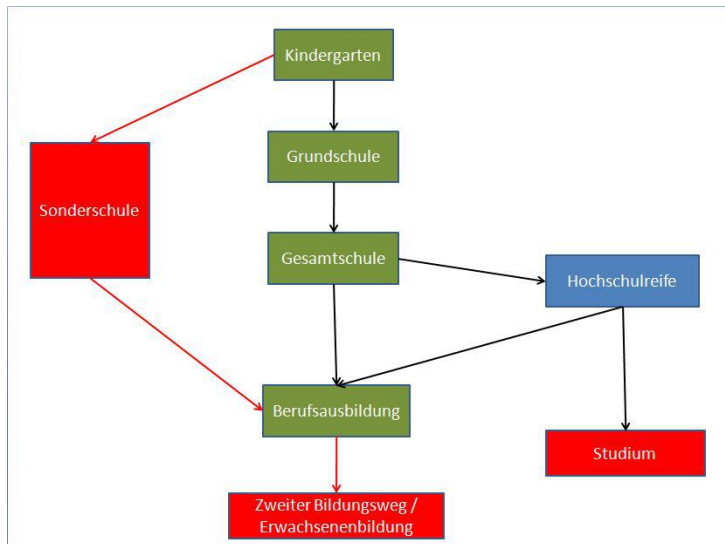 Kindergarten
Grundschule
Sonderschule
Gesamtschule
Hochschulreife
Berufsausbildung
Studium
Zweiter Bildungsweg /
Erwachsenenbildung